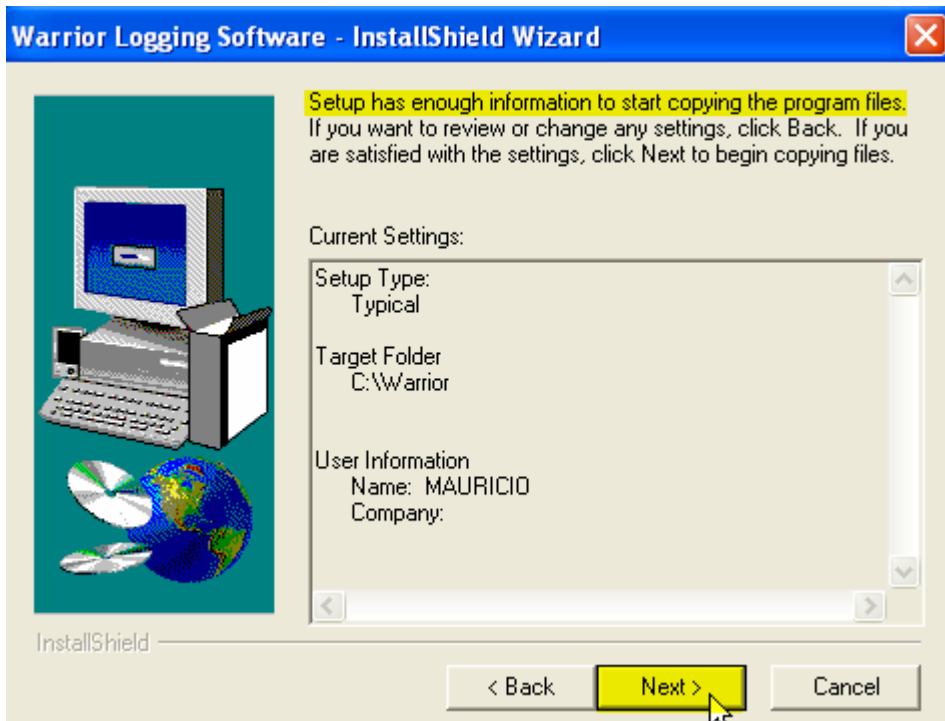 Warrior Logging Software - InstallShield Wizard
Setup has enough information to start copying the program files.
If you want to review or change any settings, click Back.  If you
are satisfied with the settings, click Next to begin copying files.
Current Settings:
Setup Type:
Typical
Target Folder
C:\Warrior
User Information
Name:  MAURICIO
Company:
InstallShield
< Back
Next >
Cancel